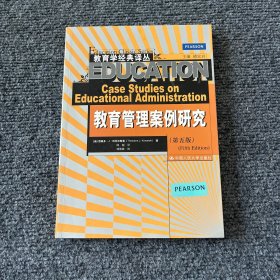 PEARSON
教育学经典译丛
EDUCATION
Case Studies on
Educational Administration
教育管理案例研究
(第五版)
(Fifth Edition)
中国人民大学出版社
PEARSON